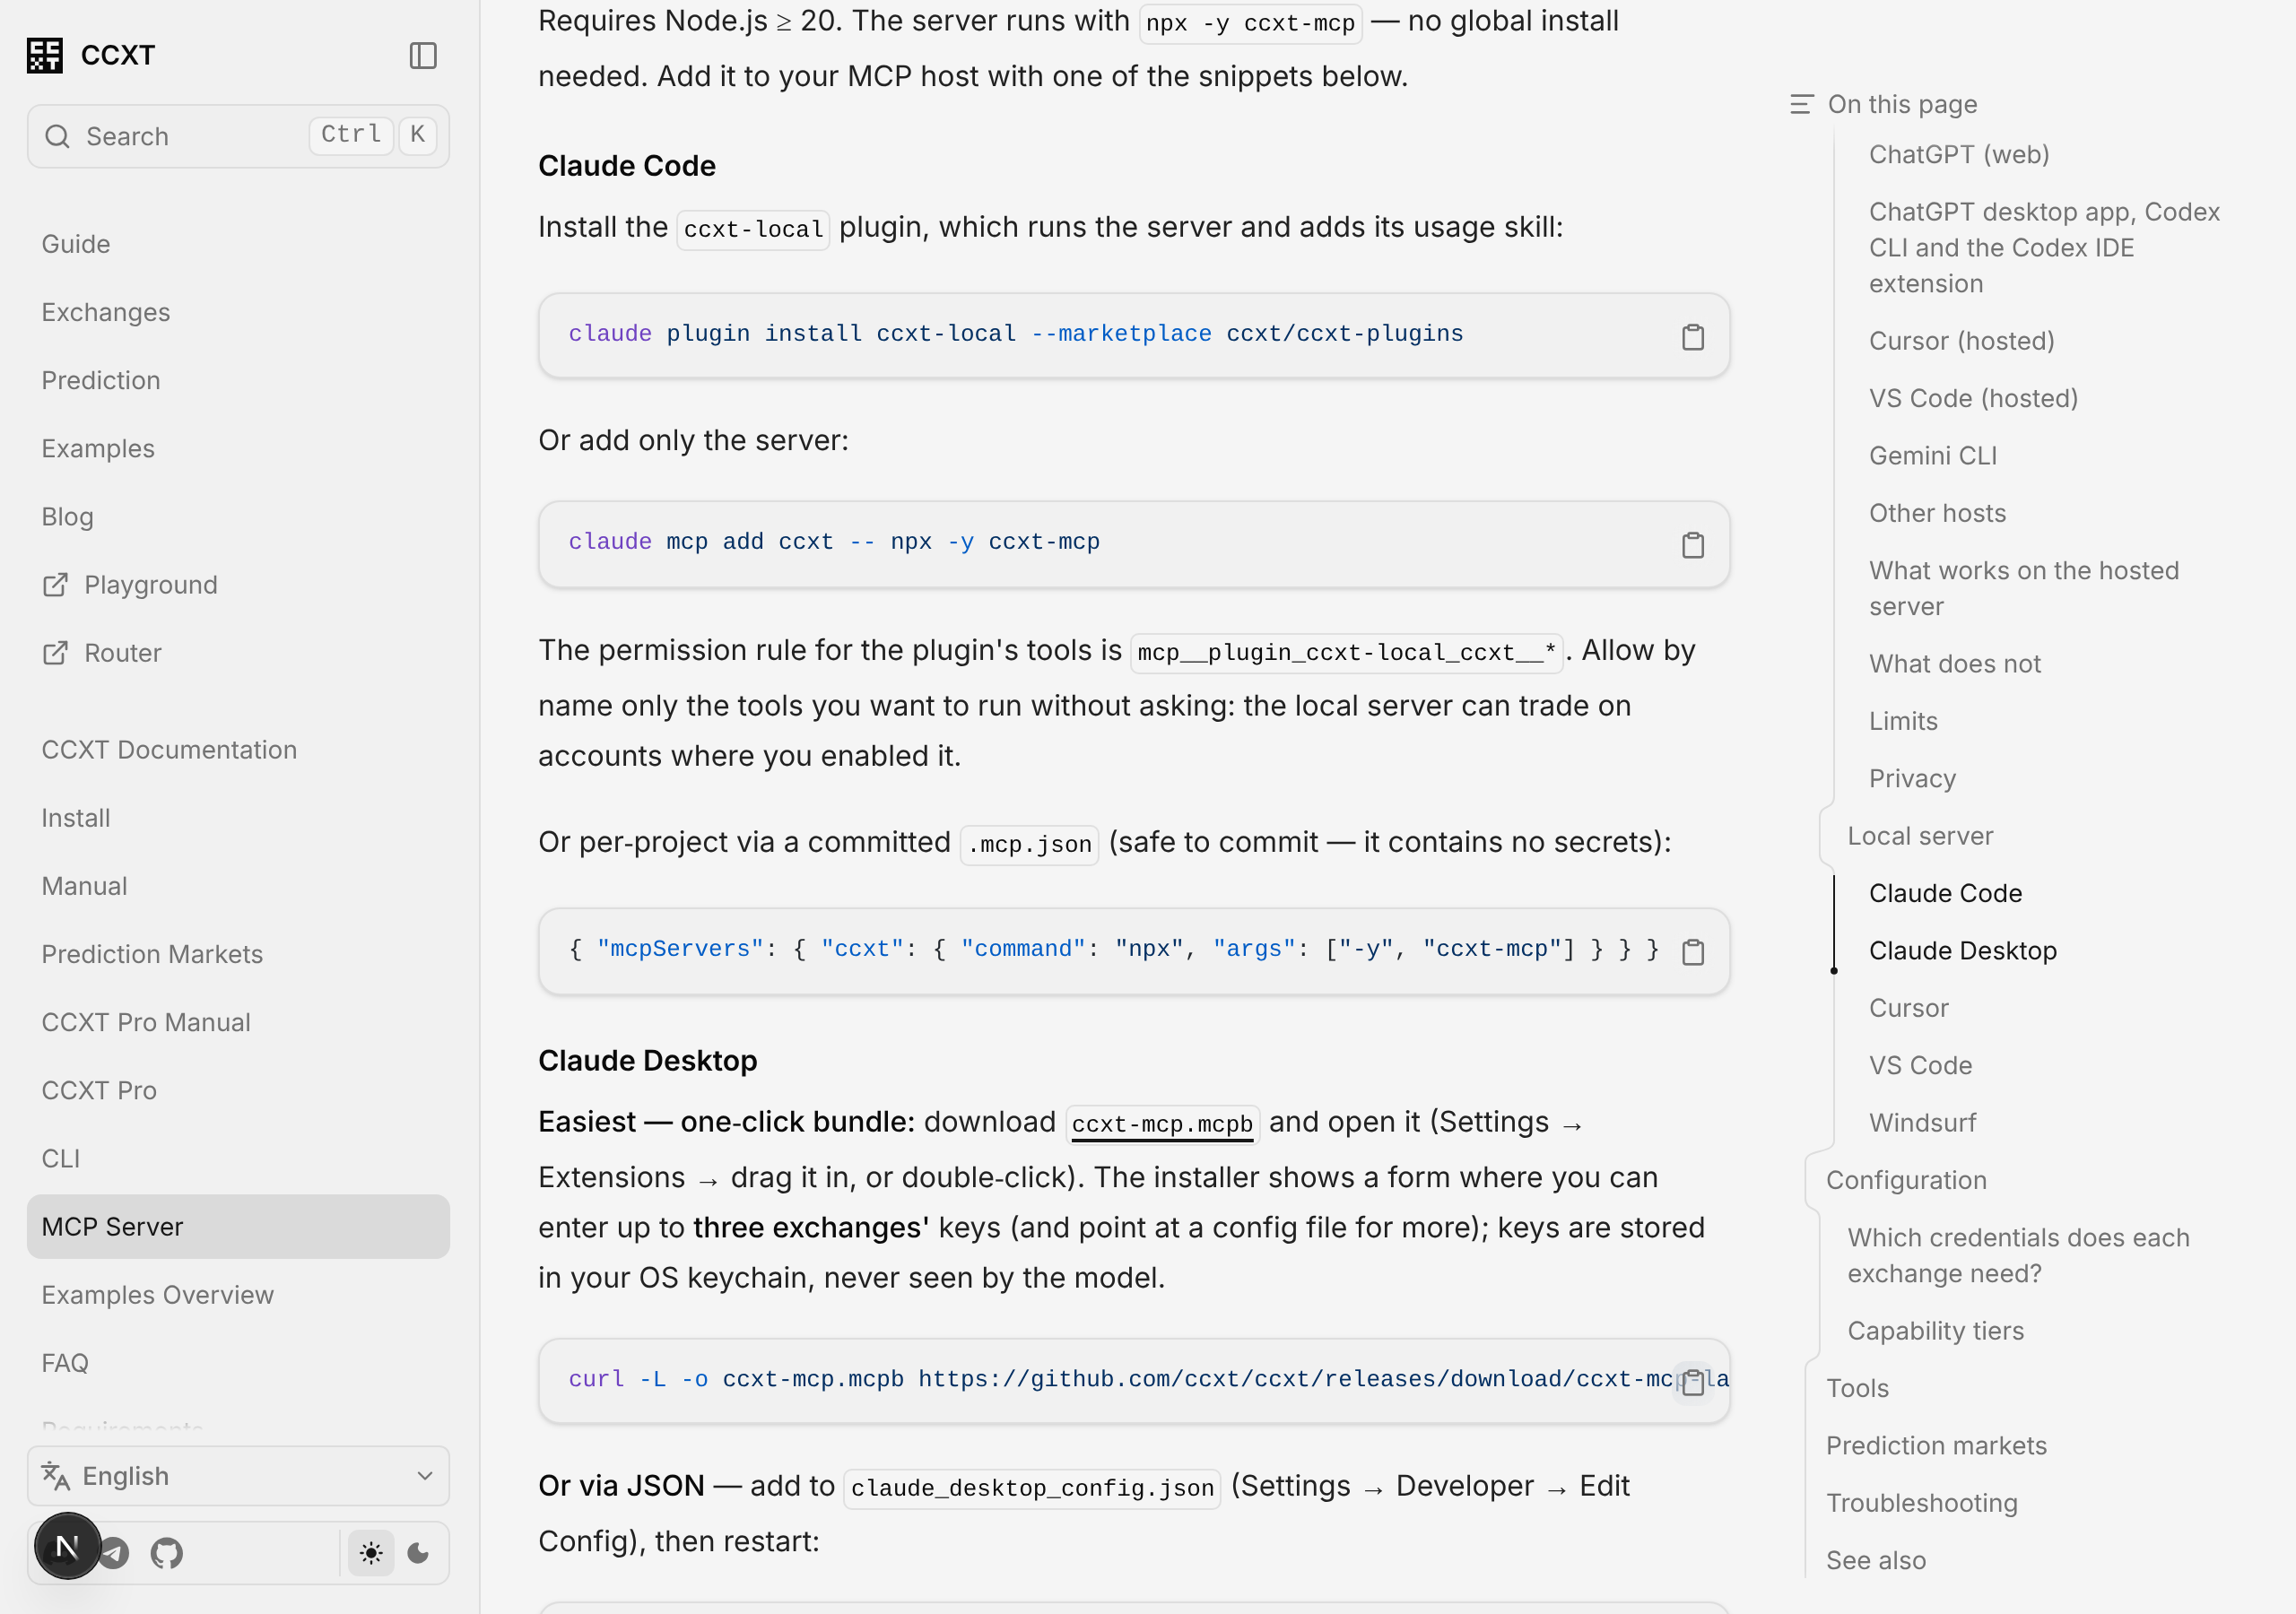 CCXT
Search Ctrl K
Guide
Exchanges
Prediction
Examples
Blog
Playground
Router
CCXT Documentation
Install
Manual
Prediction Markets
CCXT Pro Manual
CCXT Pro
CLI
MCP Server
Examples Overview
FAQ
Requirements
English
N
Requires Node.js ≥ 20. The server runs with npx -y ccxt-mcp — no global install
needed. Add it to your MCP host with one of the snippets below.
Claude Code
Install the ccxt-local plugin, which runs the server and adds its usage skill:
claude plugin install ccxt-local --marketplace ccxt/ccxt-plugins
Or add only the server:
claude mcp add ccxt -- npx -y ccxt-mcp
The permission rule for the plugin's tools is mcp__plugin_ccxt-local_ccxt__*. Allow by
name only the tools you want to run without asking: the local server can trade on
accounts where you enabled it.
Or per-project via a committed .mcp.json (safe to commit — it contains no secrets):
{ "mcpServers": { "ccxt": { "command": "npx", "args": ["-y", "ccxt-mcp"] } } }
Claude Desktop
Easiest — one-click bundle: download ccxt-mcp.mcpb and open it (Settings →
Extensions → drag it in, or double-click). The installer shows a form where you can
enter up to three exchanges' keys (and point at a config file for more); keys are stored
in your OS keychain, never seen by the model.
curl -L -o ccxt-mcp.mcpb https://github.com/ccxt/ccxt/releases/download/ccxt-mcp-la
Or via JSON — add to claude_desktop_config.json (Settings → Developer → Edit
Config), then restart:
On this page
ChatGPT (web)
ChatGPT desktop app, Codex
CLI and the Codex IDE
extension
Cursor (hosted)
VS Code (hosted)
Gemini CLI
Other hosts
What works on the hosted
server
What does not
Limits
Privacy
Local server
Claude Code
Claude Desktop
Cursor
VS Code
Windsurf
Configuration
Which credentials does each
exchange need?
Capability tiers
Tools
Prediction markets
Troubleshooting
See also